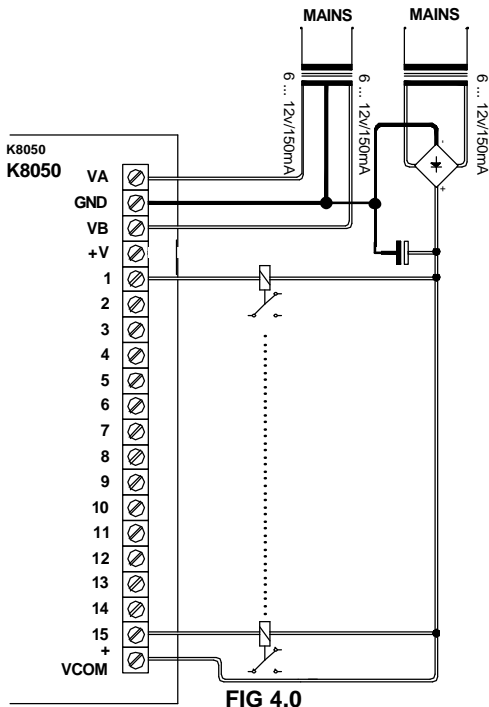 MAINS
MAINS
6 ... 12v/150mA
6 ... 12v/150mA
6 ... 12v/150mA
K8050
K8050
VA
GND
VB
+V
1
2
3
4
5
6
7
8
9
10
11
12
13
14
15
+
VCOM
-
+
FIG 4.0